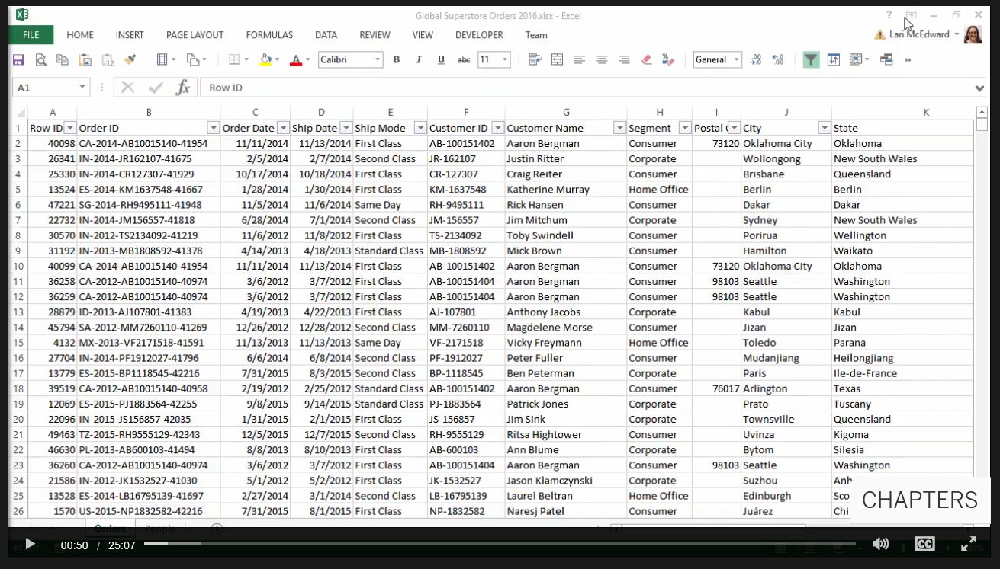 Global Superstore Orders 2016.xlsx - Excel ?
FILE HOME INSERT PAGE LAYOUT FORMULAS DATA REVIEW VIEW DEVELOPER Team Lari McEdward
Calibri B I U abc 11 General
A1 fx Row ID
A B C D E F G H I J K
1 Row ID Order ID Order Date Ship Date Ship Mode Customer ID Customer Name Segment Postal City State
2 40098 CA-2014-AB10015140-41954 11/11/2014 11/13/2014 First Class AB-100151402 Aaron Bergman Consumer 73120 Oklahoma City Oklahoma
3 26341 IN-2014-JR162107-41675 2/5/2014 2/7/2014 Second Class JR-162107 Justin Ritter Corporate Wollongong New South Wales
4 25330 IN-2014-CR127307-41929 10/17/2014 10/18/2014 First Class CR-127307 Craig Reiter Consumer Brisbane Queensland
5 13524 ES-2014-KM1637548-41667 1/28/2014 1/30/2014 First Class KM-1637548 Katherine Murray Home Office Berlin Berlin
6 47221 SG-2014-RH9495111-41948 11/5/2014 11/6/2014 Same Day RH-9495111 Rick Hansen Consumer Dakar Dakar
7 22732 IN-2014-JM156557-41818 6/28/2014 7/1/2014 Second Class JM-156557 Jim Mitchum Corporate Sydney New South Wales
8 30570 IN-2012-TS2134092-41219 11/6/2012 11/8/2012 First Class TS-2134092 Toby Swindell Consumer Porirua Wellington
9 31192 IN-2013-MB1808592-41378 4/14/2013 4/18/2013 Standard Class MB-1808592 Mick Brown Consumer Hamilton Waikato
10 40099 CA-2014-AB10015140-41954 11/11/2014 11/13/2014 First Class AB-100151402 Aaron Bergman Consumer 73120 Oklahoma City Oklahoma
11 36258 CA-2012-AB10015140-40974 3/6/2012 3/7/2012 First Class AB-100151404 Aaron Bergman Consumer 98103 Seattle Washington
12 36259 CA-2012-AB10015140-40974 3/6/2012 3/7/2012 First Class AB-100151404 Aaron Bergman Consumer 98103 Seattle Washington
13 28879 ID-2013-AJ107801-41383 4/19/2013 4/22/2013 First Class AJ-107801 Anthony Jacobs Corporate Kabul Kabul
14 45794 SA-2012-MM7260110-41269 12/26/2012 12/28/2012 Second Class MM-7260110 Magdelene Morse Consumer Jizan Jizan
15 4132 MX-2013-VF2171518-41591 11/13/2013 11/13/2013 Same Day VF-2171518 Vicky Freymann Home Office Toledo Parana
16 27704 IN-2014-PF1912027-41796 6/6/2014 6/8/2014 Second Class PF-1912027 Peter Fuller Consumer Mudanjiang Heilongjiang
17 13779 ES-2015-BP1118545-42216 7/31/2015 8/3/2015 Second Class BP-1118545 Ben Peterman Corporate Paris Ile-de-France
18 39519 CA-2012-AB10015140-40958 2/19/2012 2/25/2012 Standard Class AB-100151402 Aaron Bergman Consumer 76017 Arlington Texas
19 12069 ES-2015-PJ1883564-42255 9/8/2015 9/14/2015 Standard Class PJ-1883564 Patrick Jones Corporate Prato Tuscany
20 22096 IN-2015-JS156857-42035 1/31/2015 2/1/2015 First Class JS-156857 Jim Sink Corporate Townsville Queensland
21 49463 TZ-2015-RH9555129-42343 12/5/2015 12/7/2015 Second Class RH-9555129 Ritsa Hightower Consumer Uvinza Kigoma
22 46630 PL-2013-AB600103-41494 8/8/2013 8/10/2013 First Class AB-600103 Ann Blume Corporate Bytom Silesia
23 36260 CA-2012-AB10015140-40974 3/6/2012 3/7/2012 First Class AB-100151404 Aaron Bergman Consumer 98103 Seattle Washington
24 21586 IN-2012-JK1532527-41030 5/1/2012 5/2/2012 First Class JK-1532527 Jason Klamczynski Corporate Suzhou
25 13528 ES-2014-LB16795139-41697 2/27/2014 3/1/2014 Second Class LB-16795139 Laurel Beltran Home Office Edinburgh
26 1570 US-2015-NP1832582-42216 7/31/2015 8/1/2015 First Class NP-1832582 Naresj Patel Consumer Juárez
CHAPTERS
Orders People
00:50 / 25:07 CC